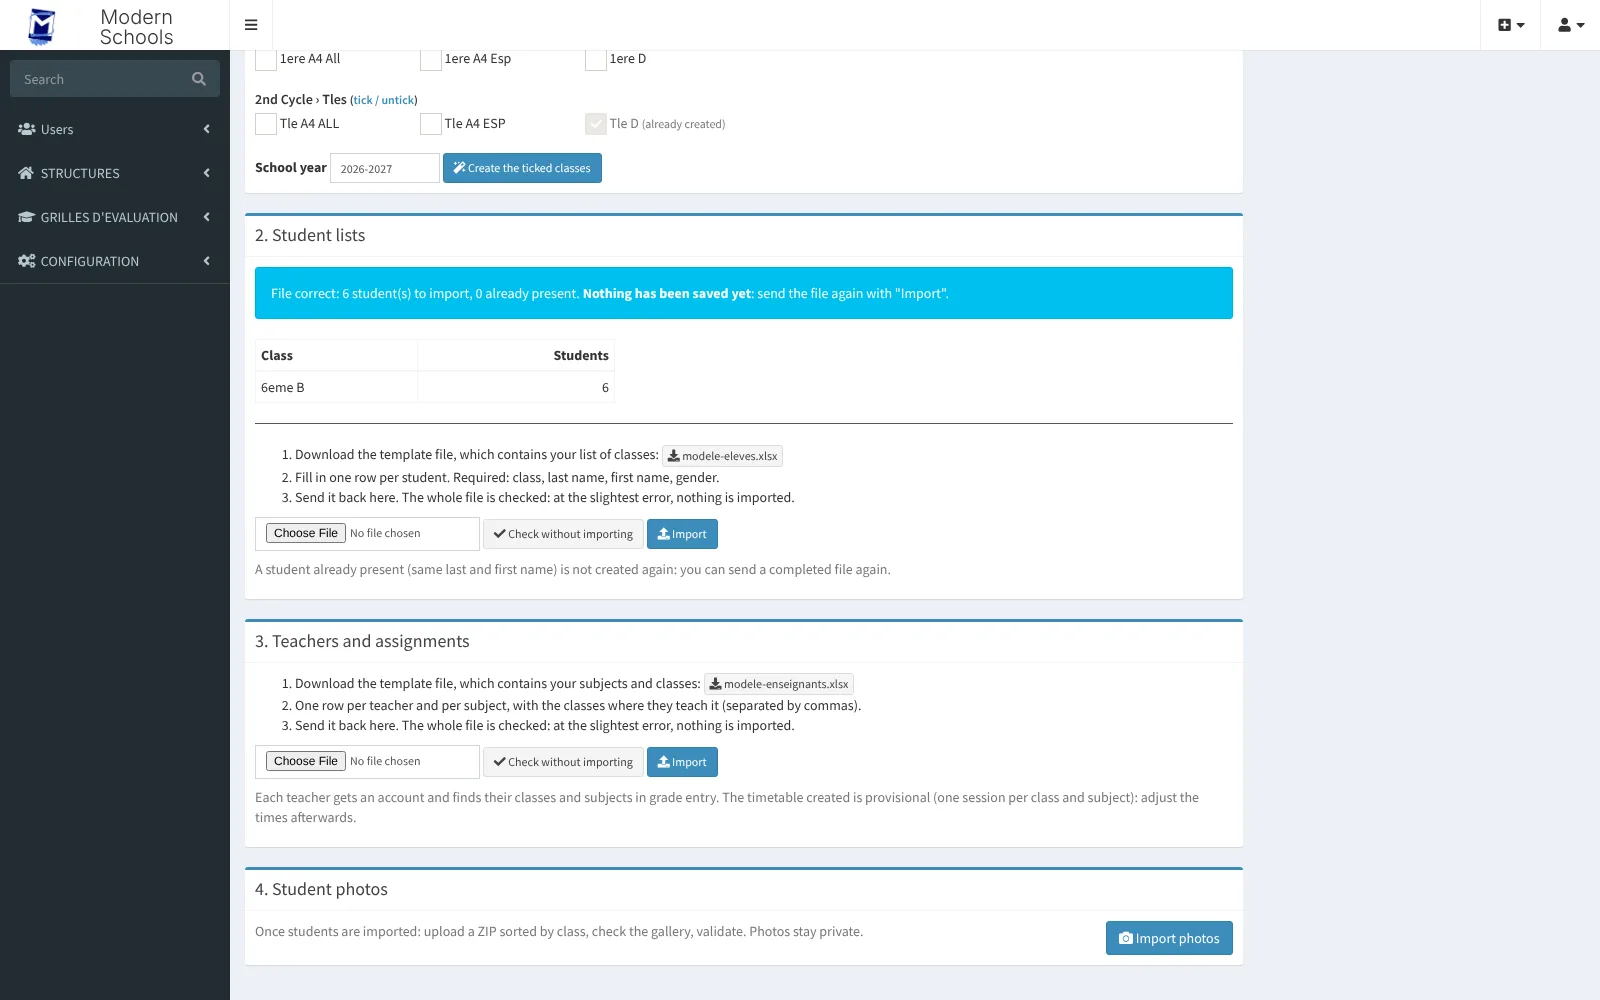 Modern
Schools
Search
Users
STRUCTURES
GRILLES D'EVALUATION
CONFIGURATION
1ere A4 All
1ere A4 Esp
1ere D
2nd Cycle › Tles (tick / untick)
Tle A4 ALL
Tle A4 ESP
Tle D (already created)
School year
2026-2027
Create the ticked classes
2. Student lists
File correct: 6 student(s) to import, 0 already present. Nothing has been saved yet: send the file again with "Import".
Class
Students
6eme B
6
1. Download the template file, which contains your list of classes: modele-eleves.xlsx
2. Fill in one row per student. Required: class, last name, first name, gender.
3. Send it back here. The whole file is checked: at the slightest error, nothing is imported.
Choose File No file chosen
Check without importing
Import
A student already present (same last and first name) is not created again: you can send a completed file again.
3. Teachers and assignments
1. Download the template file, which contains your subjects and classes: modele-enseignants.xlsx
2. One row per teacher and per subject, with the classes where they teach it (separated by commas).
3. Send it back here. The whole file is checked: at the slightest error, nothing is imported.
Choose File No file chosen
Check without importing
Import
Each teacher gets an account and finds their classes and subjects in grade entry. The timetable created is provisional (one session per class and subject): adjust the
times afterwards.
4. Student photos
Once students are imported: upload a ZIP sorted by class, check the gallery, validate. Photos stay private.
Import photos